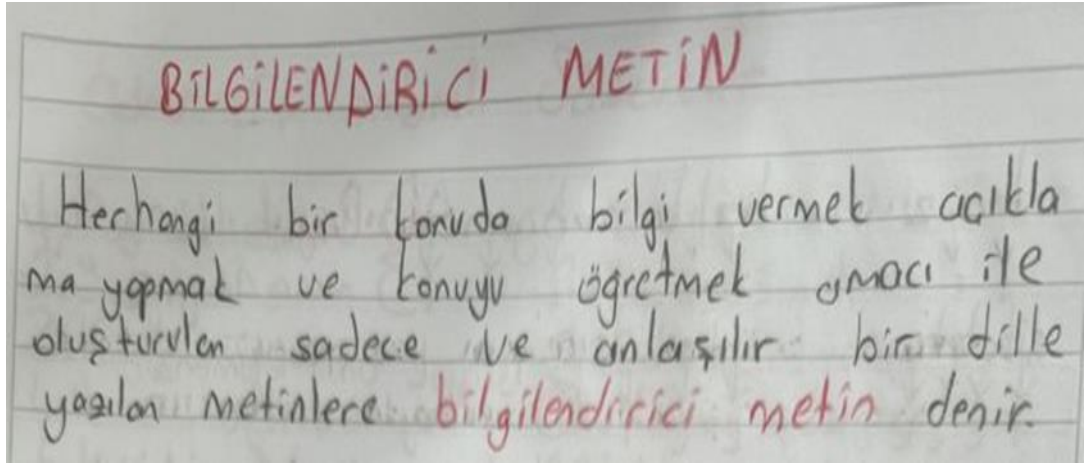 BİLGİLENDİRİCİ METİN
Herhangi bir konuda bilgi vermek acıkla
ma yapmak ve konuyu öğretmek amacı ile
oluşturulan sadece ve anlaşılır bir dille
yazılan metinlere bilgilendirici metin denir.